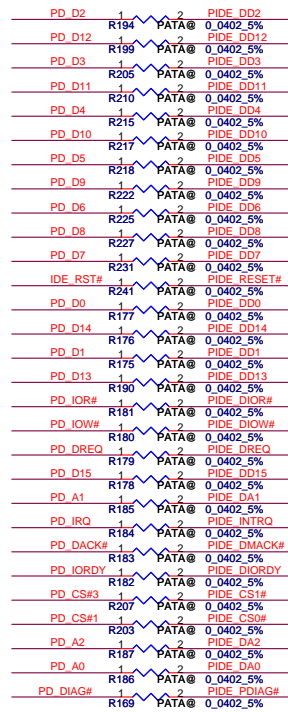 PD_D2 1 2 PIDE_DD2
R194 PATA@ 0_0402_5%
PD_D12 1 2 PIDE_DD12
R199 PATA@ 0_0402_5%
PD_D3 1 2 PIDE_DD3
R205 PATA@ 0_0402_5%
PD_D11 1 2 PIDE_DD11
R210 PATA@ 0_0402_5%
PD_D4 1 2 PIDE_DD4
R215 PATA@ 0_0402_5%
PD_D10 1 2 PIDE_DD10
R217 PATA@ 0_0402_5%
PD_D5 1 2 PIDE_DD5
R218 PATA@ 0_0402_5%
PD_D9 1 2 PIDE_DD9
R222 PATA@ 0_0402_5%
PD_D6 1 2 PIDE_DD6
R225 PATA@ 0_0402_5%
PD_D8 1 2 PIDE_DD8
R227 PATA@ 0_0402_5%
PD_D7 1 2 PIDE_DD7
R231 PATA@ 0_0402_5%
IDE_RST# 1 2 PIDE_RESET#
R241 PATA@ 0_0402_5%
PD_D0 1 2 PIDE_DD0
R177 PATA@ 0_0402_5%
PD_D14 1 2 PIDE_DD14
R176 PATA@ 0_0402_5%
PD_D1 1 2 PIDE_DD1
R175 PATA@ 0_0402_5%
PD_D13 1 2 PIDE_DD13
R190 PATA@ 0_0402_5%
PD_IOR# 1 2 PIDE_DIOR#
R181 PATA@ 0_0402_5%
PD_IOW# 1 2 PIDE_DIOW#
R180 PATA@ 0_0402_5%
PD_DREQ 1 2 PIDE_DREQ
R179 PATA@ 0_0402_5%
PD_D15 1 2 PIDE_DD15
R178 PATA@ 0_0402_5%
PD_A1 1 2 PIDE_DA1
R185 PATA@ 0_0402_5%
PD_IRQ 1 2 PIDE_INTRQ
R184 PATA@ 0_0402_5%
PD_DACK# 1 2 PIDE_DMACK#
R183 PATA@ 0_0402_5%
PD_IORDY 1 2 PIDE_DIORDY
R182 PATA@ 0_0402_5%
PD_CS#3 1 2 PIDE_CS1#
R207 PATA@ 0_0402_5%
PD_CS#1 1 2 PIDE_CS0#
R203 PATA@ 0_0402_5%
PD_A2 1 2 PIDE_DA2
R187 PATA@ 0_0402_5%
PD_A0 1 2 PIDE_DA0
R186 PATA@ 0_0402_5%
PD_DIAG# 1 2 PIDE_PDIAG#
R169 PATA@ 0_0402_5%